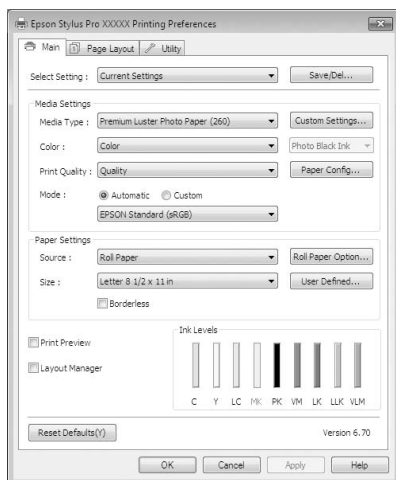 Epson Stylus Pro XXXXX Printing Preferences
Main Page Layout Utility
Select Setting : Current Settings Save/Del...
Media Settings
Media Type : Premium Luster Photo Paper (260) Custom Settings...
Color : Color Photo Black Ink
Print Quality : Quality Paper Config...
Mode : Automatic Custom
EPSON Standard (sRGB)
Paper Settings
Source : Roll Paper Roll Paper Option...
Size : Letter 8 1/2 x 11 in User Defined...
Borderless
Ink Levels
Print Preview
Layout Manager
C Y LC MK PK VM LK LLK VLM
Reset Defaults(Y) Version 6.70
OK Cancel Apply Help